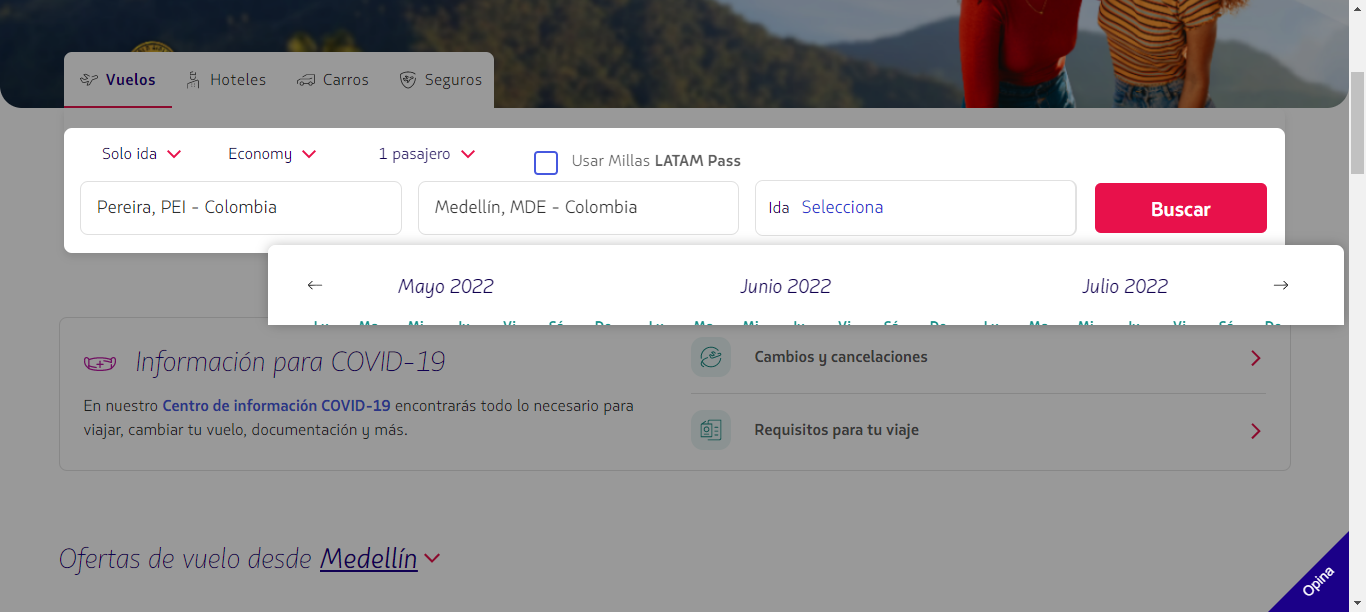 Vuelos Hoteles Carros Seguros
Solo ida Economy 1 pasajero Usar Millas LATAM Pass
Pereira, PEI - Colombia Medellín, MDE - Colombia Ida Selecciona Buscar
Mayo 2022 Junio 2022 Julio 2022
Información para COVID-19
En nuestro Centro de información COVID-19 encontrarás todo lo necesario para
viajar, cambiar tu vuelo, documentación y más.
Cambios y cancelaciones
Requisitos para tu viaje
Ofertas de vuelo desde Medellín
Opina